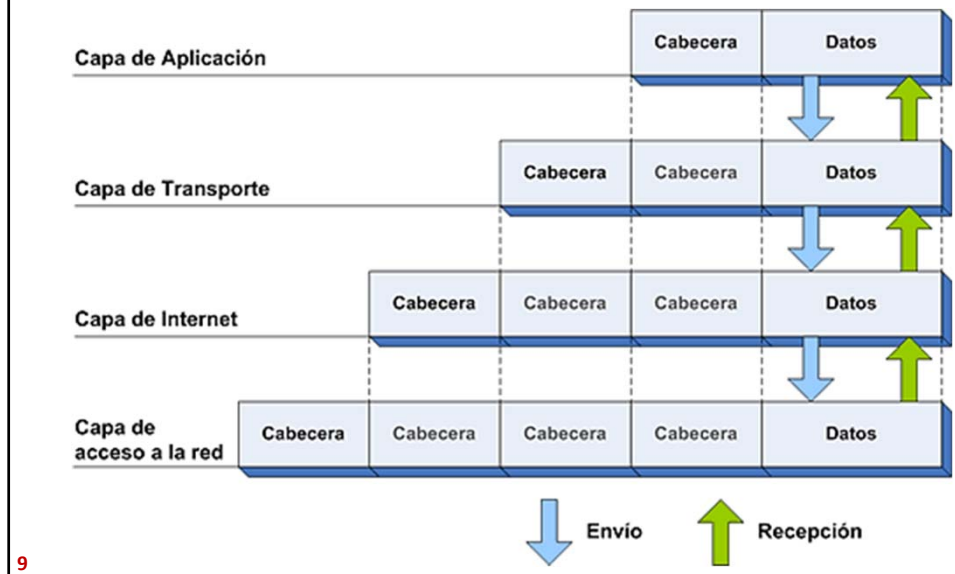 Capa de Aplicación
Cabecera Datos
Capa de Transporte
Cabecera Cabecera Datos
Capa de Internet
Cabecera Cabecera Cabecera Datos
Capa de
acceso a la red
Cabecera Cabecera Cabecera Cabecera Datos
Envío Recepción
9